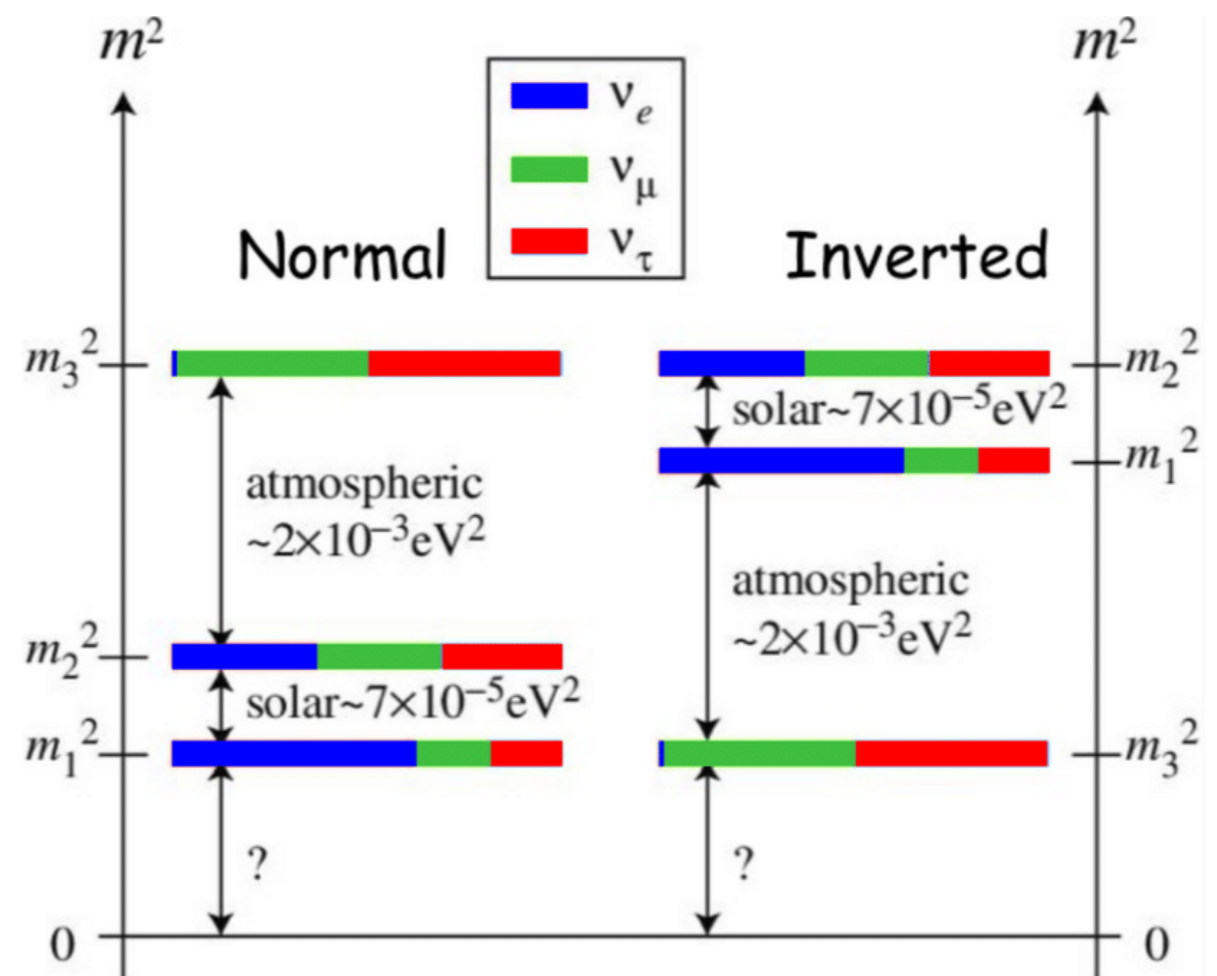 m² m²
νe
νμ
ντ
Normal Inverted
m₃² m₂²
solar~7×10⁻⁵eV²
m₁²
atmospheric
~2×10⁻³eV²
atmospheric
~2×10⁻³eV²
m₂²
solar~7×10⁻⁵eV²
m₁² m₃²
? ?
0 0